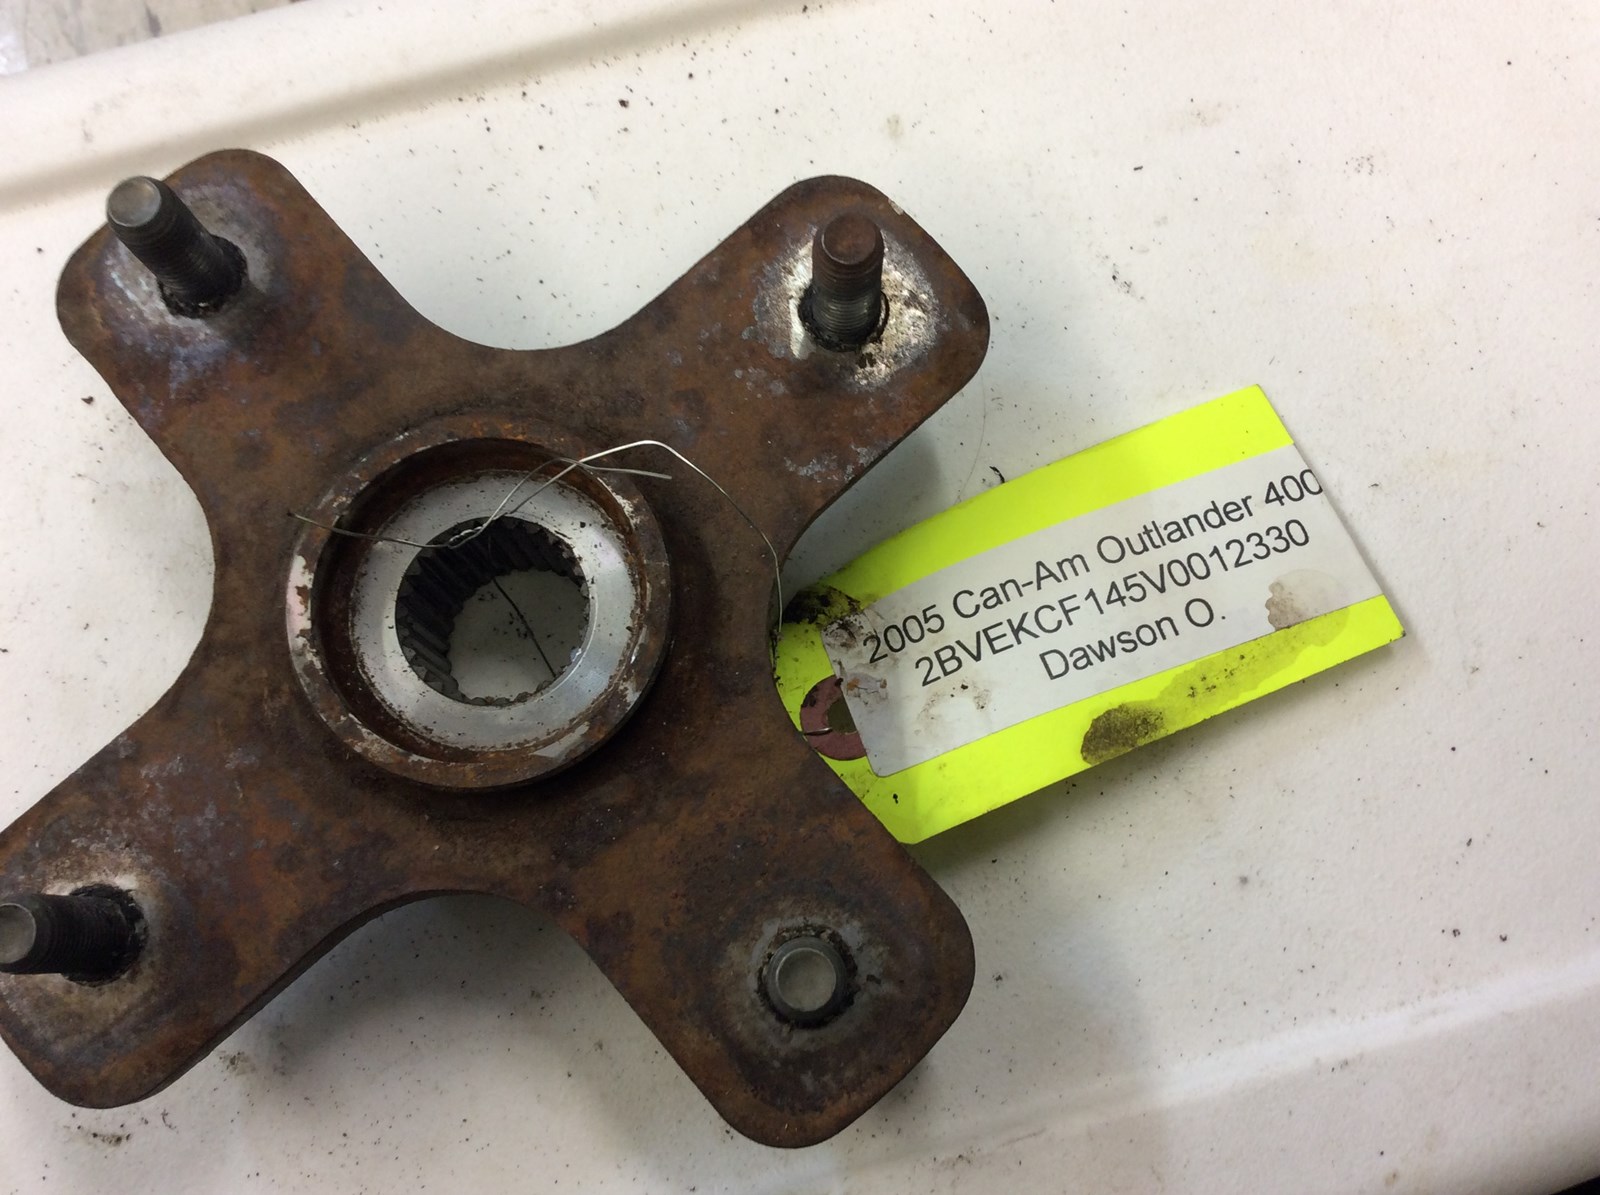 2005 Can-Am Outlander 400
2BVEKCF145V0012330
Dawson O.